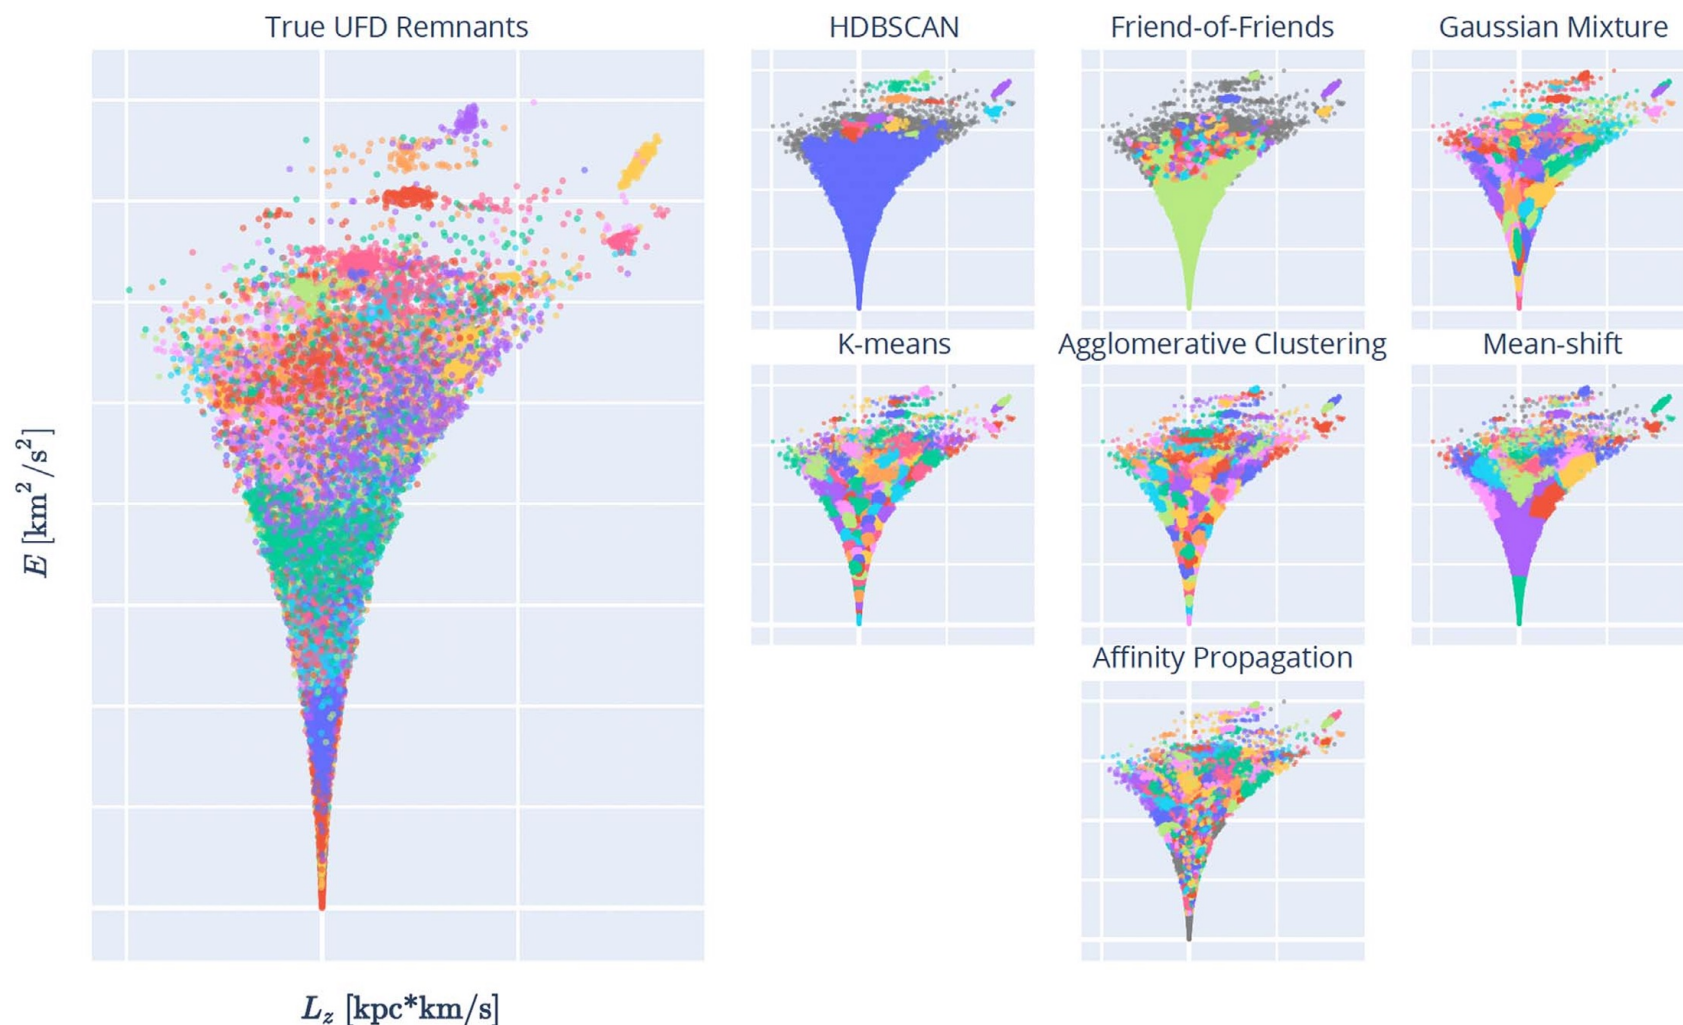 True UFD Remnants
HDBSCAN
Friend-of-Friends
Gaussian Mixture
K-means
Agglomerative Clustering
Mean-shift
E [km²/s²]
Affinity Propagation
L_z [kpc*km/s]